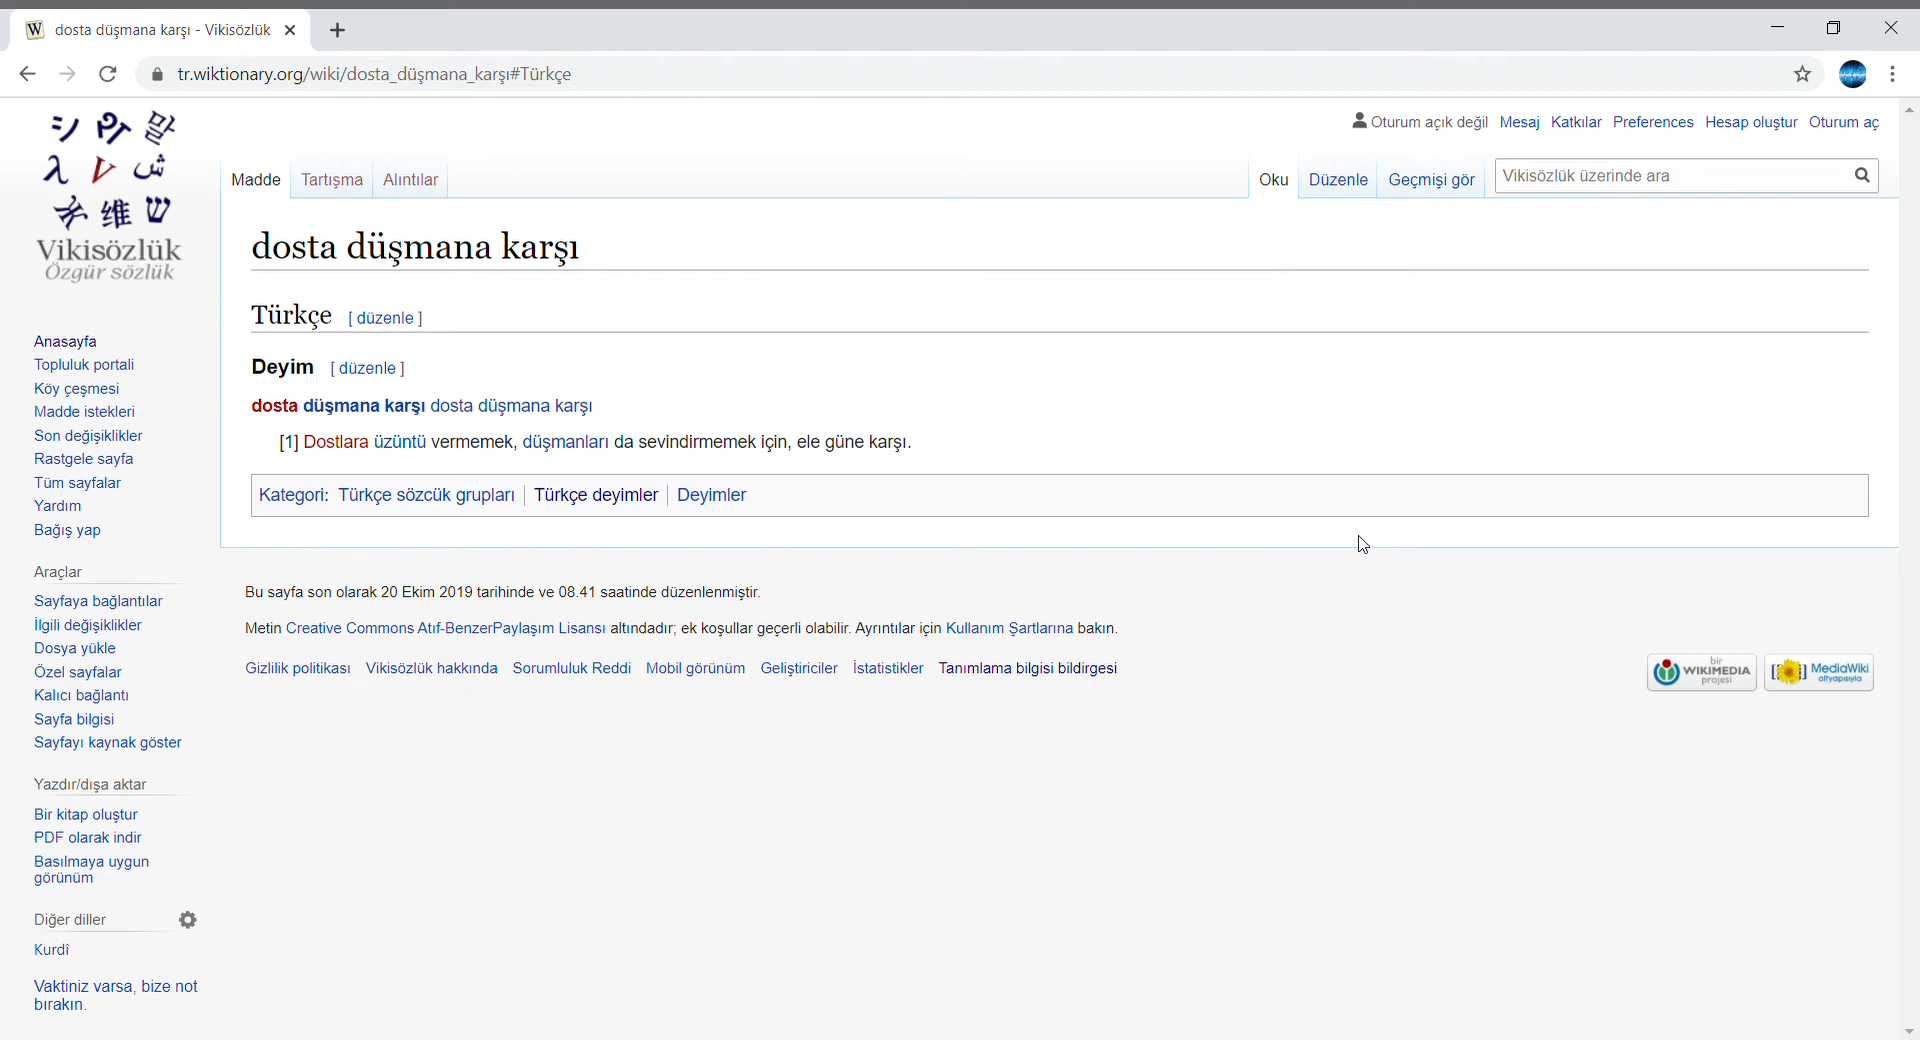 dosta düşmana karşı - Vikisözlük
tr.wiktionary.org/wiki/dosta_düşmana_karşı#Türkçe
Vikisözlük
Özgür sözlük
Oturum açık değil Mesaj Katkılar Preferences Hesap oluştur Oturum aç
Madde Tartışma Alıntılar Oku Düzenle Geçmişi gör Vikisözlük üzerinde ara
dosta düşmana karşı
Türkçe [ düzenle ]
Deyim [ düzenle ]
dosta düşmana karşı dosta düşmana karşı
[1] Dostlara üzüntü vermemek, düşmanları da sevindirmemek için, ele güne karşı.
Kategori: Türkçe sözcük grupları Türkçe deyimler Deyimler
Bu sayfa son olarak 20 Ekim 2019 tarihinde ve 08.41 saatinde düzenlenmiştir.
Metin Creative Commons Atıf-BenzerPaylaşım Lisansı altındadır; ek koşullar geçerli olabilir. Ayrıntılar için Kullanım Şartlarına bakın.
Gizlilik politikası Vikisözlük hakkında Sorumluluk Reddi Mobil görünüm Geliştiriciler İstatistikler Tanımlama bilgisi bildirgesi
bir
WIKIMEDIA
projesi
MediaWiki
altyapısıyla
Anasayfa
Topluluk portali
Köy çeşmesi
Madde istekleri
Son değişiklikler
Rastgele sayfa
Tüm sayfalar
Yardım
Bağış yap
Araçlar
Sayfaya bağlantılar
İlgili değişiklikler
Dosya yükle
Özel sayfalar
Kalıcı bağlantı
Sayfa bilgisi
Sayfayı kaynak göster
Yazdır/dışa aktar
Bir kitap oluştur
PDF olarak indir
Basılmaya uygun
görünüm
Diğer diller
Kurdî
Vaktiniz varsa, bize not
bırakın.